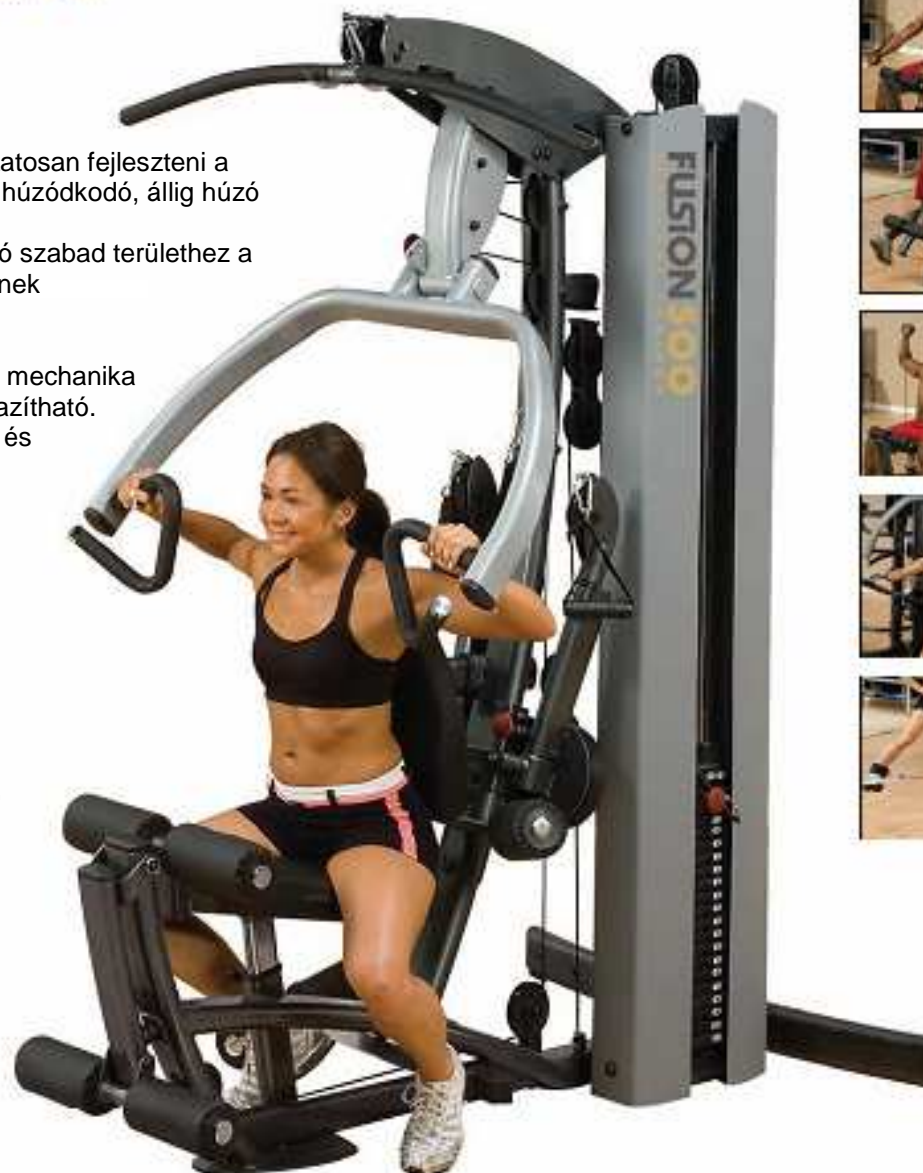 atosan fejleszteni a
húzódkodó, állig húzó
ó szabad területhez a
nek
mechanika
azítható.
és
FUSION 500